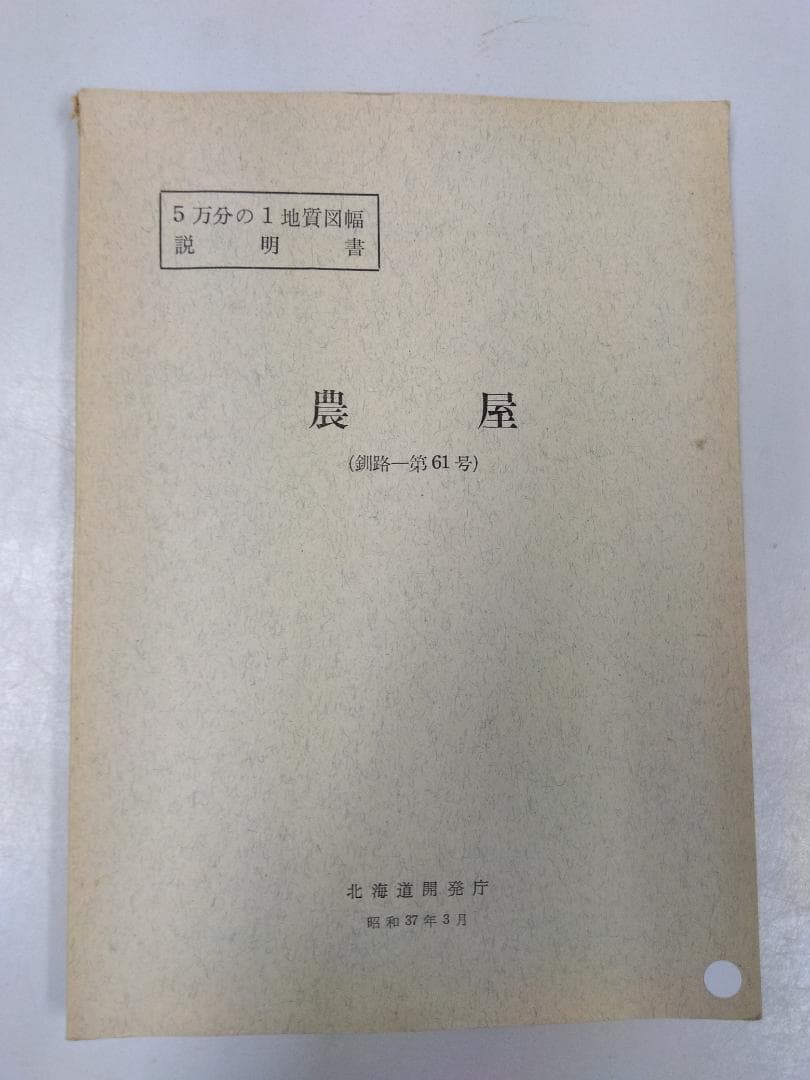 5万分の1地質図幅
説明書
農屋
(釧路―第61号)
北海道開発庁
昭和37年3月